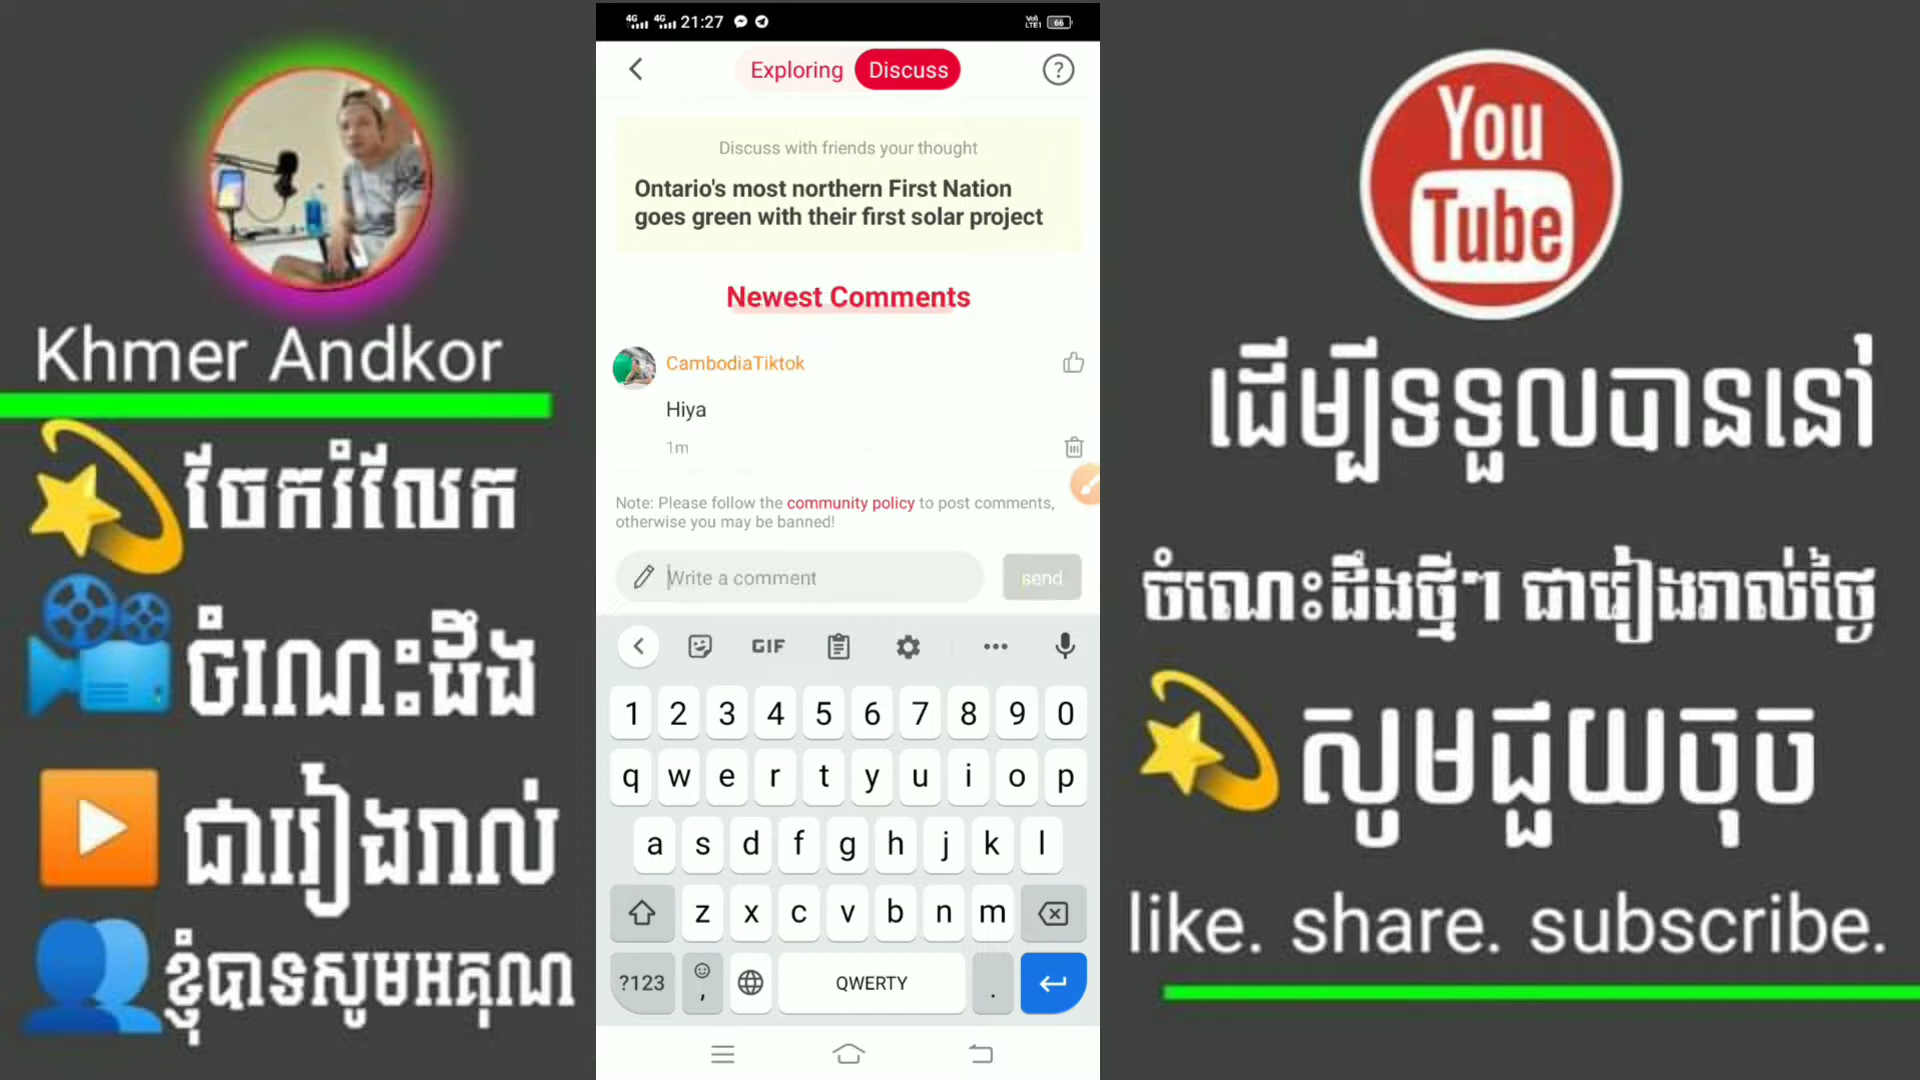 Khmer Andkor
ចែករំលែក
ចំណេះដឹង
ជារៀងរាល់
ខ្ញុំបាទសូមអរគុណ
4G 4G 21:27
VoLTE1 66
Exploring Discuss
?
Discuss with friends your thought
Ontario's most northern First Nation
goes green with their first solar project
Newest Comments
CambodiaTiktok
Hiya
1m
Note: Please follow the community policy to post comments,
otherwise you may be banned!
Write a comment
send
GIF
1 2 3 4 5 6 7 8 9 0
q w e r t y u i o p
a s d f g h j k l
z x c v b n m
?123 , QWERTY .
You
Tube
ដើម្បីទទួលបាននៅ
ចំណេះដឹងថ្មីៗ ជារៀងរាល់ថ្ងៃ
សូមជួយចុច
like. share. subscribe.